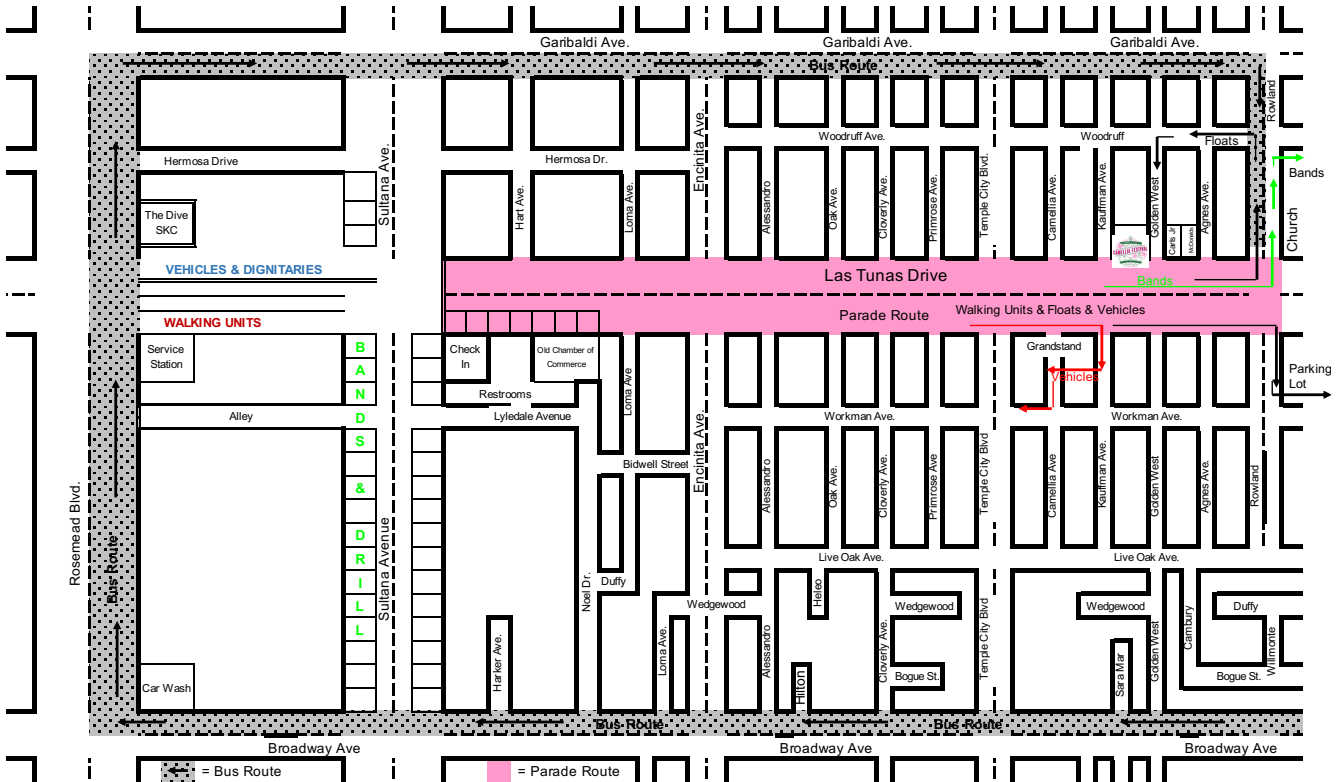 Garibaldi Ave.
Garibaldi Ave.
Garibaldi Ave.
Bus Route
Rowland
Woodruff Ave.
Woodruff
Floats
Bands
Hermosa Drive
Hermosa Dr.
Sultana Ave.
Encinita Ave.
Hart Ave.
Loma Ave.
Alessandro
Oak Ave.
Cloverly Ave.
Primrose Ave.
Temple City Blvd.
Camellia Ave.
Kauffman Ave.
Golden West
Agnes Ave.
Church
The Dive
SKC
Carls Jr
McDonalds
CAMELLIA FESTIVAL
VEHICLES & DIGNITARIES
Las Tunas Drive
Bands
WALKING UNITS
Parade Route
Walking Units & Floats & Vehicles
Service
Station
B
A
N
D
S
&
D
R
I
L
L
Check
In
Old Chamber of
Commerce
Loma Ave
Grandstand
Vehicles
Parking
Lot
Restrooms
Alley
Lyledale Avenue
Workman Ave.
Workman Ave.
Bidwell Street
Encinita Ave.
Alessandro
Oak Ave.
Cloverly Ave.
Primrose Ave
Temple City Blvd
Camellia Ave.
Kauffman Ave.
Golden West
Agnes Ave.
Rowland
Rosemead Blvd.
Bus Route
Sultana Avenue
Noel Dr.
Duffy
Live Oak Ave.
Live Oak Ave.
Wedgewood
Heleo
Wedgewood
Wedgewood
Duffy
Harker Ave.
Loma Ave.
Alessandro
Hilton
Cloverly Ave.
Bogue St.
Temple City Blvd
Sara Mar
Golden West
Cambury
Bogue St.
Willmonte
Car Wash
Bus Route
Bus Route
Broadway Ave
Broadway Ave
Broadway Ave
= Bus Route
= Parade Route